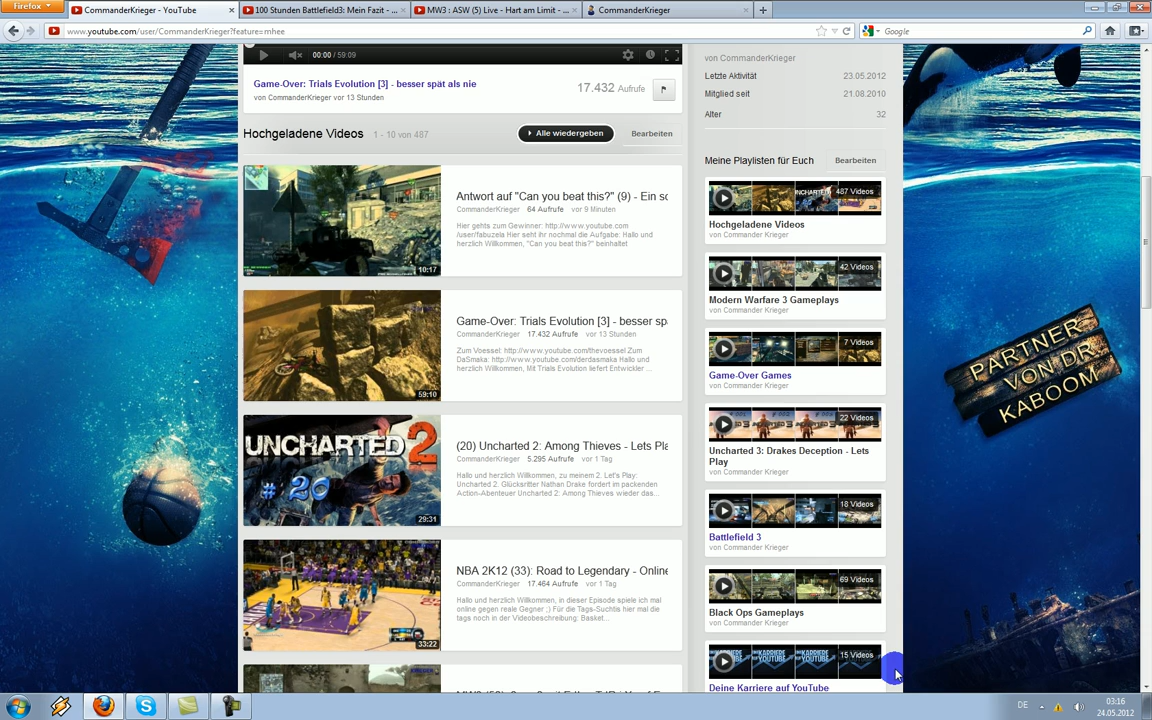 Firefox
CommanderKrieger - YouTube
100 Stunden Battlefield3: Mein Fazit - ...
MW3 : ASW (5) Live - Hart am Limit - ...
CommanderKrieger
www.youtube.com/user/CommanderKrieger?feature=mhee
Google
00:00 / 59:09
Game-Over: Trials Evolution [3] - besser spät als nie
von CommanderKrieger vor 13 Stunden
17.432 Aufrufe
Hochgeladene Videos 1 - 10 von 487
Alle wiedergeben
Bearbeiten
Antwort auf "Can you beat this?" (9) - Ein sc
CommanderKrieger 64 Aufrufe vor 9 Minuten
Hier gehts zum Gewinner: http://www.youtube.com
/user/fabuzela Hier seht ihr nochmal die Aufgabe: Hallo und
herzlich Willkommen, "Can you beat this?" beinhaltet
10:17
Game-Over: Trials Evolution [3] - besser sp
CommanderKrieger 17.432 Aufrufe vor 13 Stunden
Zum Voessel: http://www.youtube.com/thevoessel Zum
DaSmaka: http://www.youtube.com/derdasmaka Hallo und
herzlich Willkommen, Mit Trials Evolution liefert Entwickler ...
59:10
UNCHARTED 2
# 20
(20) Uncharted 2: Among Thieves - Lets Pla
CommanderKrieger 5.295 Aufrufe vor 1 Tag
Hallo und herzlich Willkommen, zu meinem 2. Let's Play:
Uncharted 2. Glücksritter Nathan Drake fordert im packenden
Action-Abenteuer Uncharted 2: Among Thieves wieder das...
29:31
NBA 2K12 (33): Road to Legendary - Online
CommanderKrieger 17.464 Aufrufe vor 1 Tag
Hallo und herzlich Willkommen, in dieser Episode spiele ich mal
online gegen reale Gegner ;) Für die Tags-Suchtis hier mal die
tags noch in der Videobeschreibung: Basket...
33:22
von CommanderKrieger
Letzte Aktivität 23.05.2012
Mitglied seit 21.08.2010
Alter 32
Meine Playlisten für Euch
Bearbeiten
487 Videos
Hochgeladene Videos
von Commander Krieger
42 Videos
Modern Warfare 3 Gameplays
von Commander Krieger
7 Videos
Game-Over Games
von Commander Krieger
22 Videos
Uncharted 3: Drakes Deception - Lets
Play
von Commander Krieger
18 Videos
Battlefield 3
von Commander Krieger
69 Videos
Black Ops Gameplays
von Commander Krieger
15 Videos
Deine Karriere auf YouTube
PARTNER
VON DR.
KABOOM
DE
03:16
24.05.2012